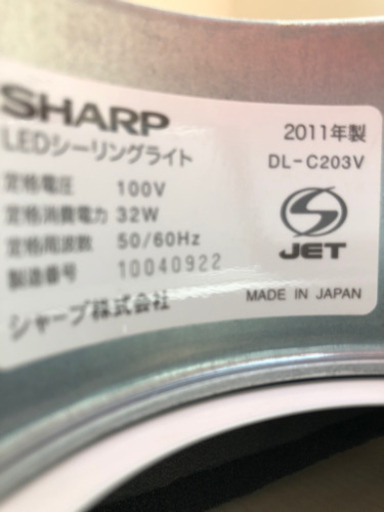 SHARP
LEDシーリングライト
2011年製
DL-C203V
定格電圧 100V
定格消費電力 32W
定格周波数 50/60Hz
製造番号 10040922
JET
シャープ株式会社
MADE IN JAPAN